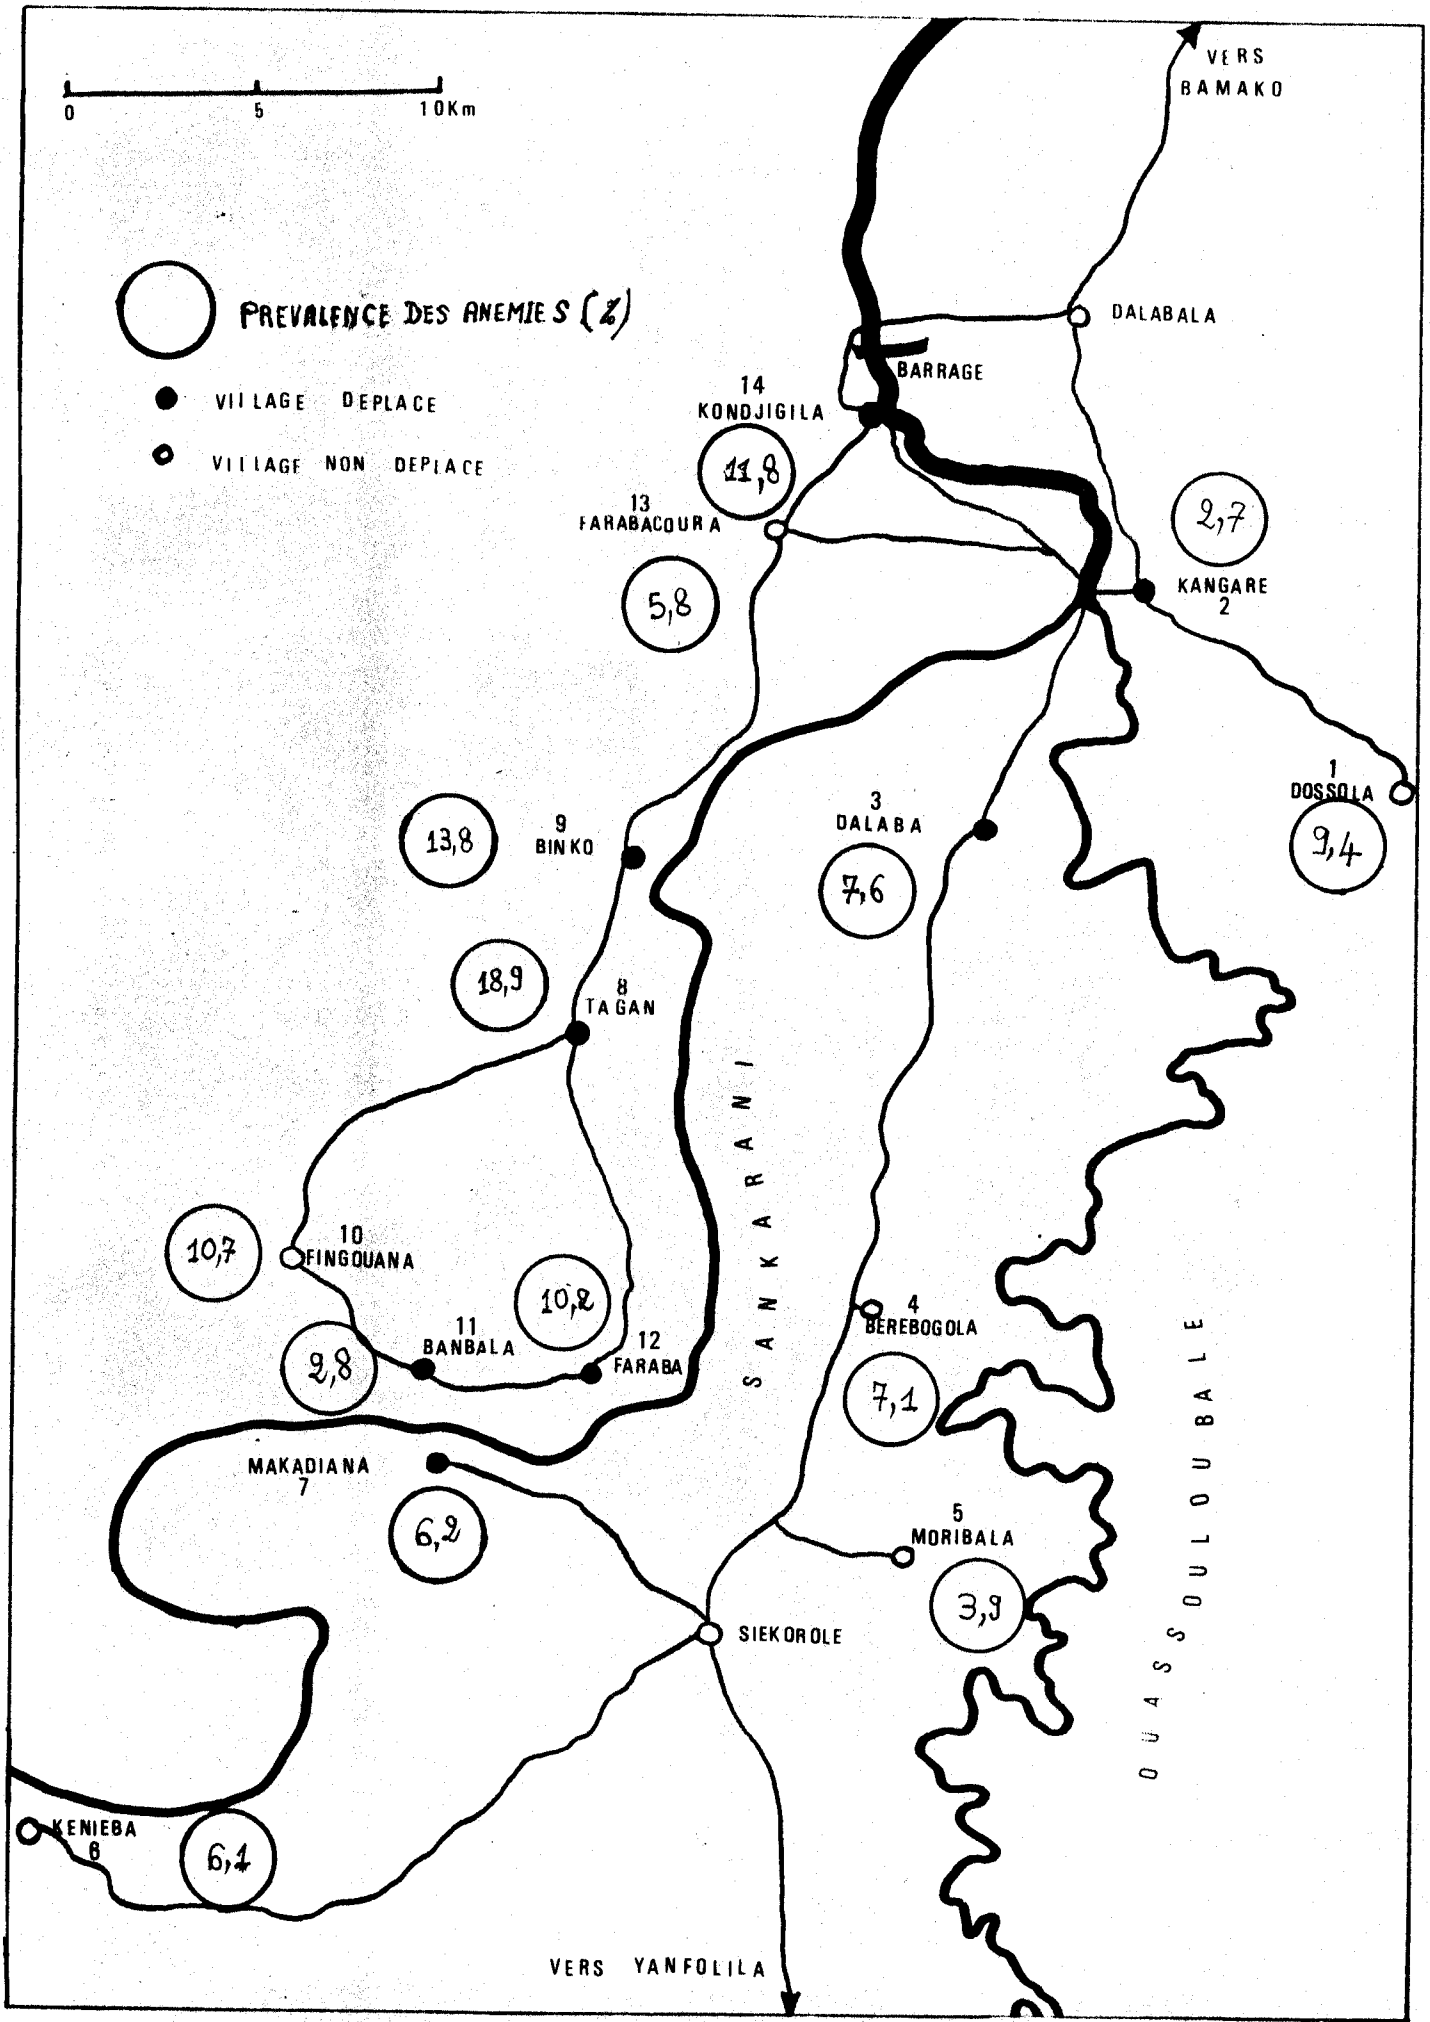 VERS
BAMAKO
0 5 10Km
PREVALENCE DES ANEMIES (%)
VILLAGE DEPLACE
VILLAGE NON DEPLACE
DALABALA
BARRAGE
14
KONDJIGILA
11,8
13
FARABACOURA
5,8
2,7
KANGARE
2
1
DOSSOLA
9,4
3
DALABA
7,6
9
BINKO
13,8
18,9
8
TAGAN
SANKARANI
10
FINGOUANA
10,7
10,2
11
BANBALA
2,8
12
FARABA
4
BEREBOGOLA
7,1
OUASSOULOUBALE
MAKADIANA
7
6,2
5
MORIBALA
3,9
SIEKOROLE
KENIEBA
6
6,1
VERS YANFOLILA